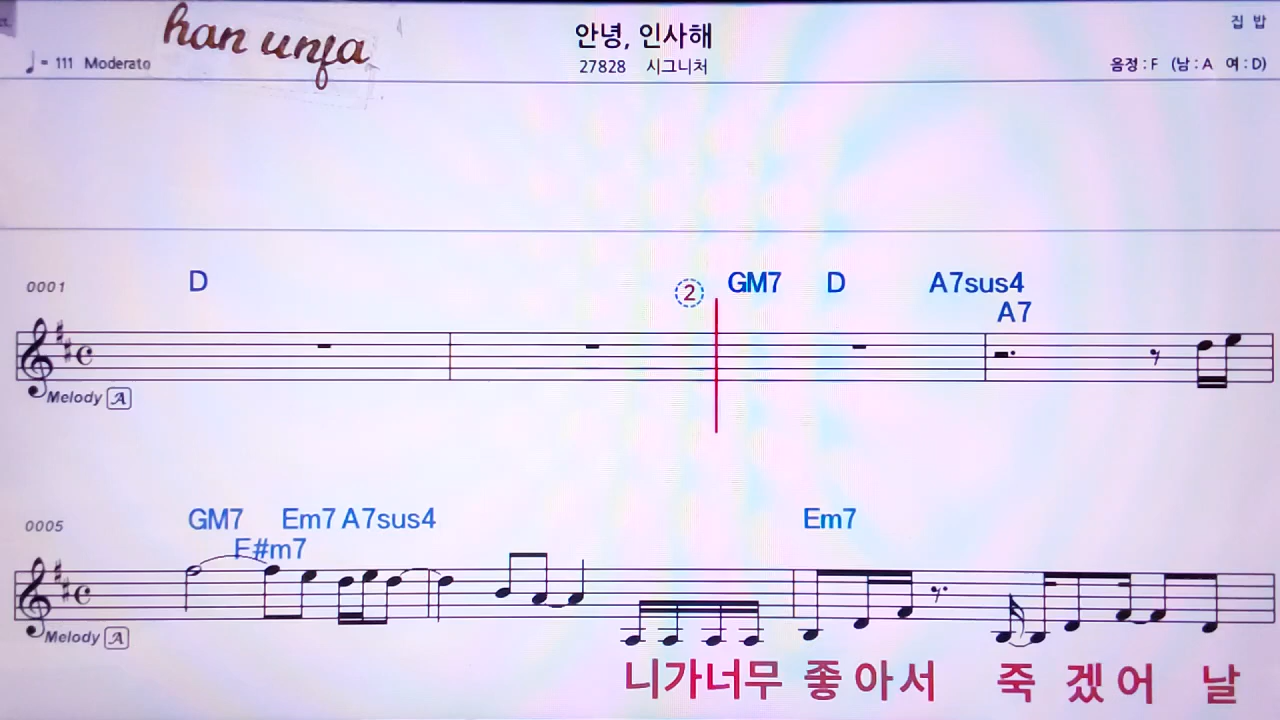 han unfa
안녕, 인사해
집 밥
♩= 111 Moderato
27828 시그니처
음정 : F (남 : A 여 : D)
0001 D ② GM7 D A7sus4
A7
Melody A
0005 GM7 Em7 A7sus4 Em7
F#m7
Melody A
니가너무 좋아서 죽 겠어 날